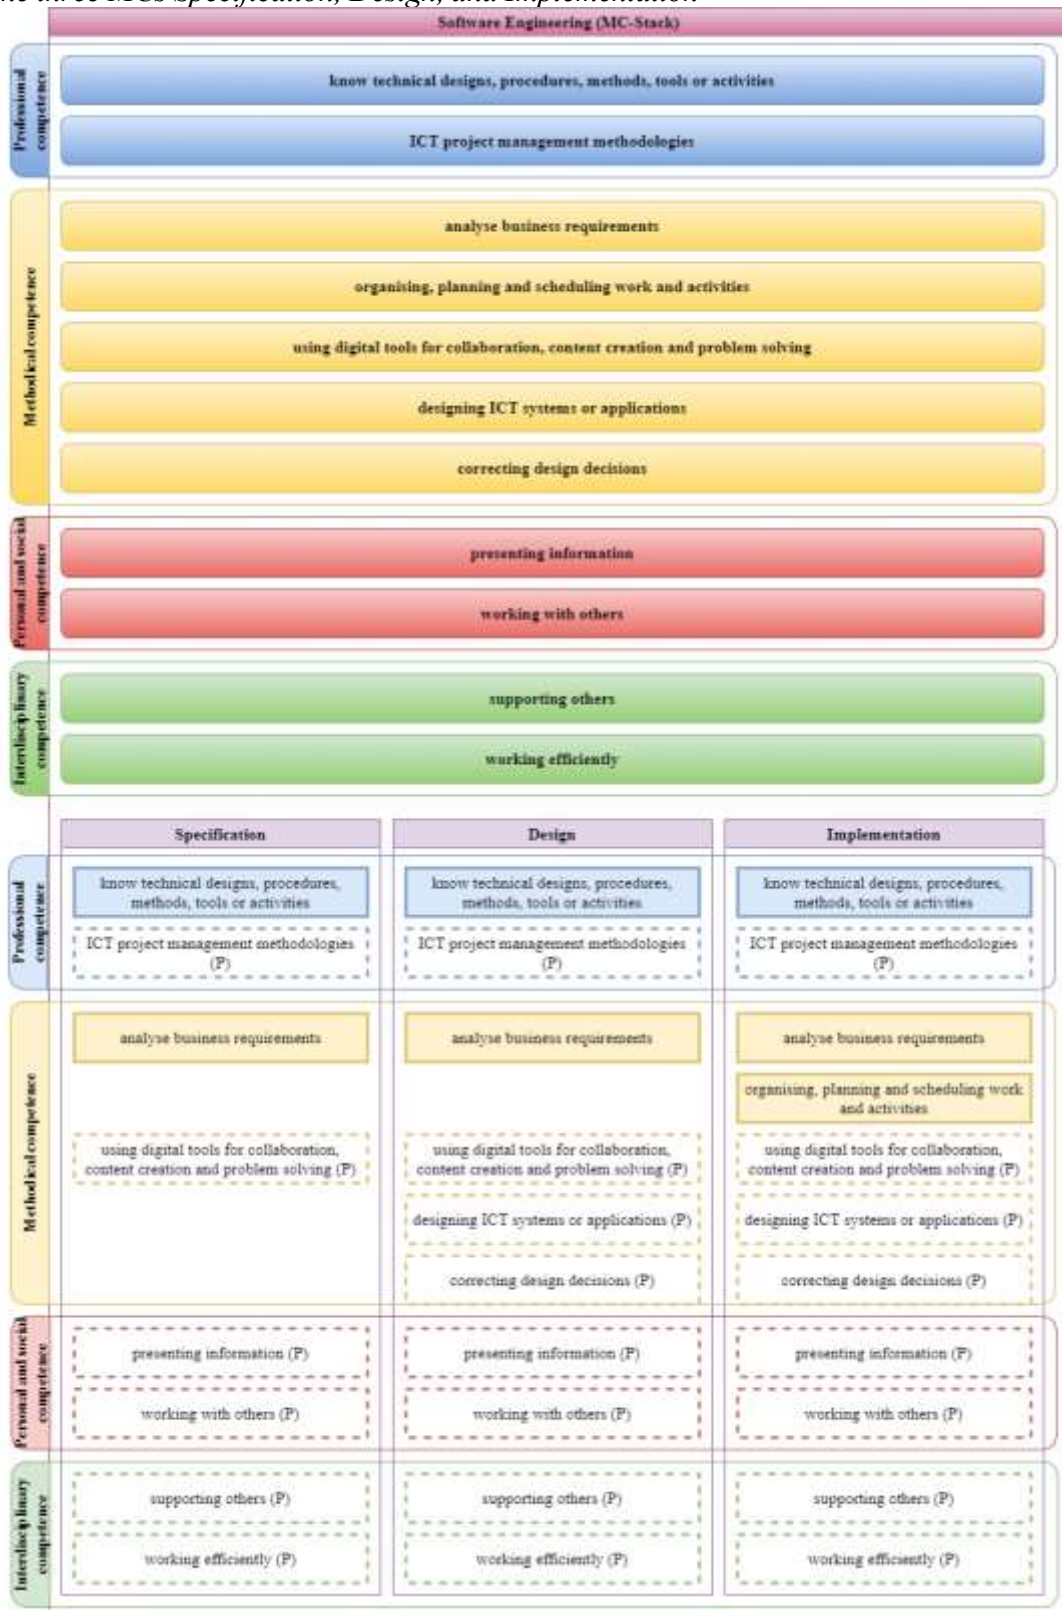 the three MCs Specification, Design, and Implementation
Software Engineering (MC-Stack)
Professional
competence
know technical designs, procedures, methods, tools or activities
ICT project management methodologies
Methodical competence
analyse business requirements
organising, planning and scheduling work and activities
using digital tools for collaboration, content creation and problem solving
designing ICT systems or applications
correcting design decisions
Personal and social
competence
presenting information
working with others
Interdisciplinary
competence
supporting others
working efficiently
Specification
Design
Implementation
Professional
competence
know technical designs, procedures,
methods, tools or activities
know technical designs, procedures,
methods, tools or activities
know technical designs, procedures,
methods, tools or activities
ICT project management methodologies
(P)
ICT project management methodologies
(P)
ICT project management methodologies
(P)
Methodical competence
analyse business requirements
analyse business requirements
analyse business requirements
organising, planning and scheduling work
and activities
using digital tools for collaboration,
content creation and problem solving (P)
using digital tools for collaboration,
content creation and problem solving (P)
using digital tools for collaboration,
content creation and problem solving (P)
designing ICT systems or applications (P)
designing ICT systems or applications (P)
correcting design decisions (P)
correcting design decisions (P)
Personal and social
competence
presenting information (P)
presenting information (P)
presenting information (P)
working with others (P)
working with others (P)
working with others (P)
Interdisciplinary
competence
supporting others (P)
supporting others (P)
supporting others (P)
working efficiently (P)
working efficiently (P)
working efficiently (P)